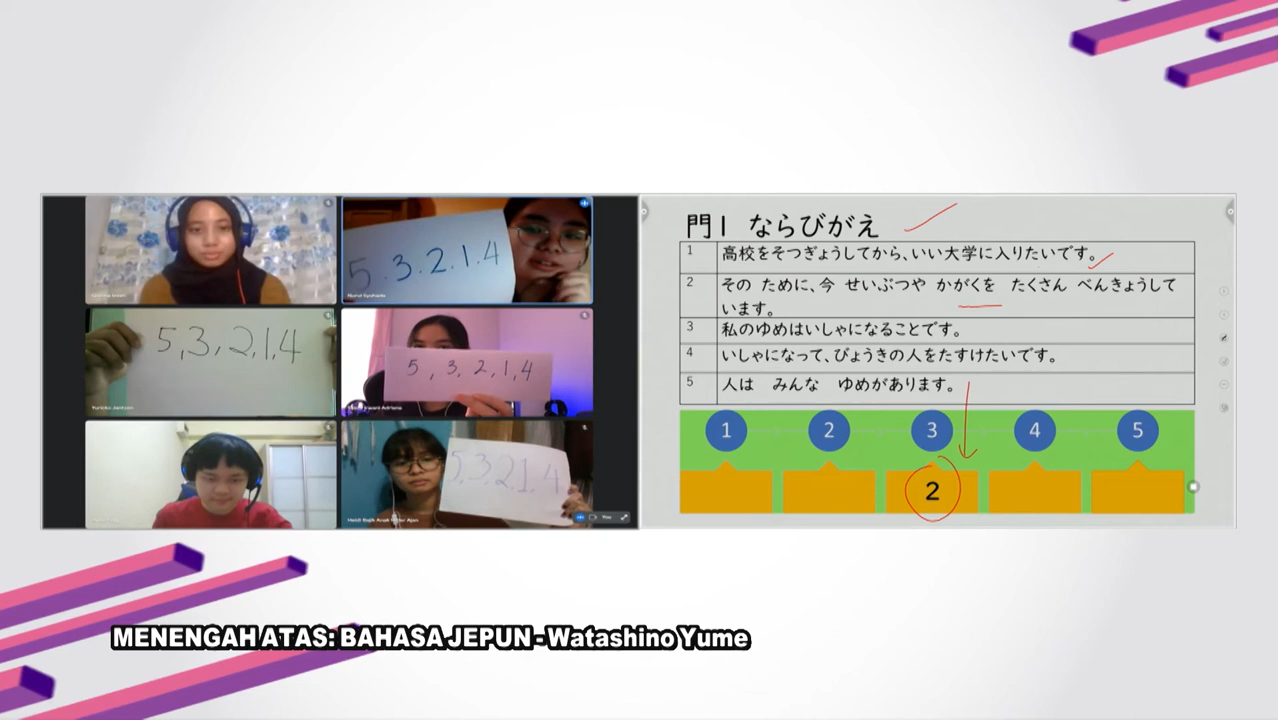 5.3.2.1.4
5,3,2,1,4
5, 3, 2, 1, 4
5,3,2,1,4
門1 ならびがえ
1 高校をそつぎょうしてから、いい大学に入りたいです。
2 その ために、今 せいぶつや かがくを たくさん べんきょうして
います。
3 私のゆめはいしゃになることです。
4 いしゃになって、びょうきの人をたすけたいです。
5 人は みんな ゆめがあります。
1 2 3 4 5
2
You
MENENGAH ATAS: BAHASA JEPUN - Watashino Yume